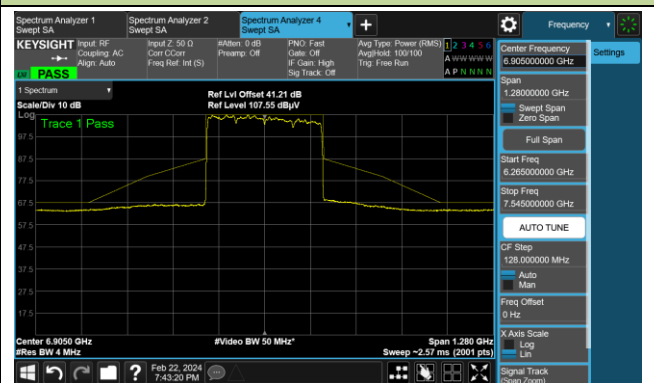 Spectrum Analyzer 1
Swept SA
Spectrum Analyzer 2
Swept SA
Spectrum Analyzer 4
Swept SA
Frequency
KEYSIGHT
Input: RF
Coupling: AC
Align: Auto
Input Z: 50 Ω
Corr CCorr
Freq Ref: Int (S)
#Atten: 0 dB
Preamp: Off
PNO: Fast
Gate: Off
IF Gain: High
Sig Track: Off
Avg Type: Power (RMS)
Avg|Hold: 100/100
Trig: Free Run
1 2 3 4 5 6
A W W W W W
A P N N N N
PASS
1 Spectrum
Scale/Div 10 dB
Ref Lvl Offset 41.21 dB
Ref Level 107.55 dBµV
Log
Trace 1 Pass
97.5
87.5
77.5
67.5
57.5
47.5
37.5
27.5
17.5
Center 6.9050 GHz
#Res BW 4 MHz
#Video BW 50 MHz*
Span 1.280 GHz
Sweep ~2.57 ms (2001 pts)
Feb 22, 2024
7:43:20 PM
Center Frequency
6.905000000 GHz
Settings
Span
1.28000000 GHz
Swept Span
Zero Span
Full Span
Start Freq
6.265000000 GHz
Stop Freq
7.545000000 GHz
AUTO TUNE
CF Step
128.000000 MHz
Auto
Man
Freq Offset
0 Hz
X Axis Scale
Log
Lin
Signal Track
(Span Zoom)